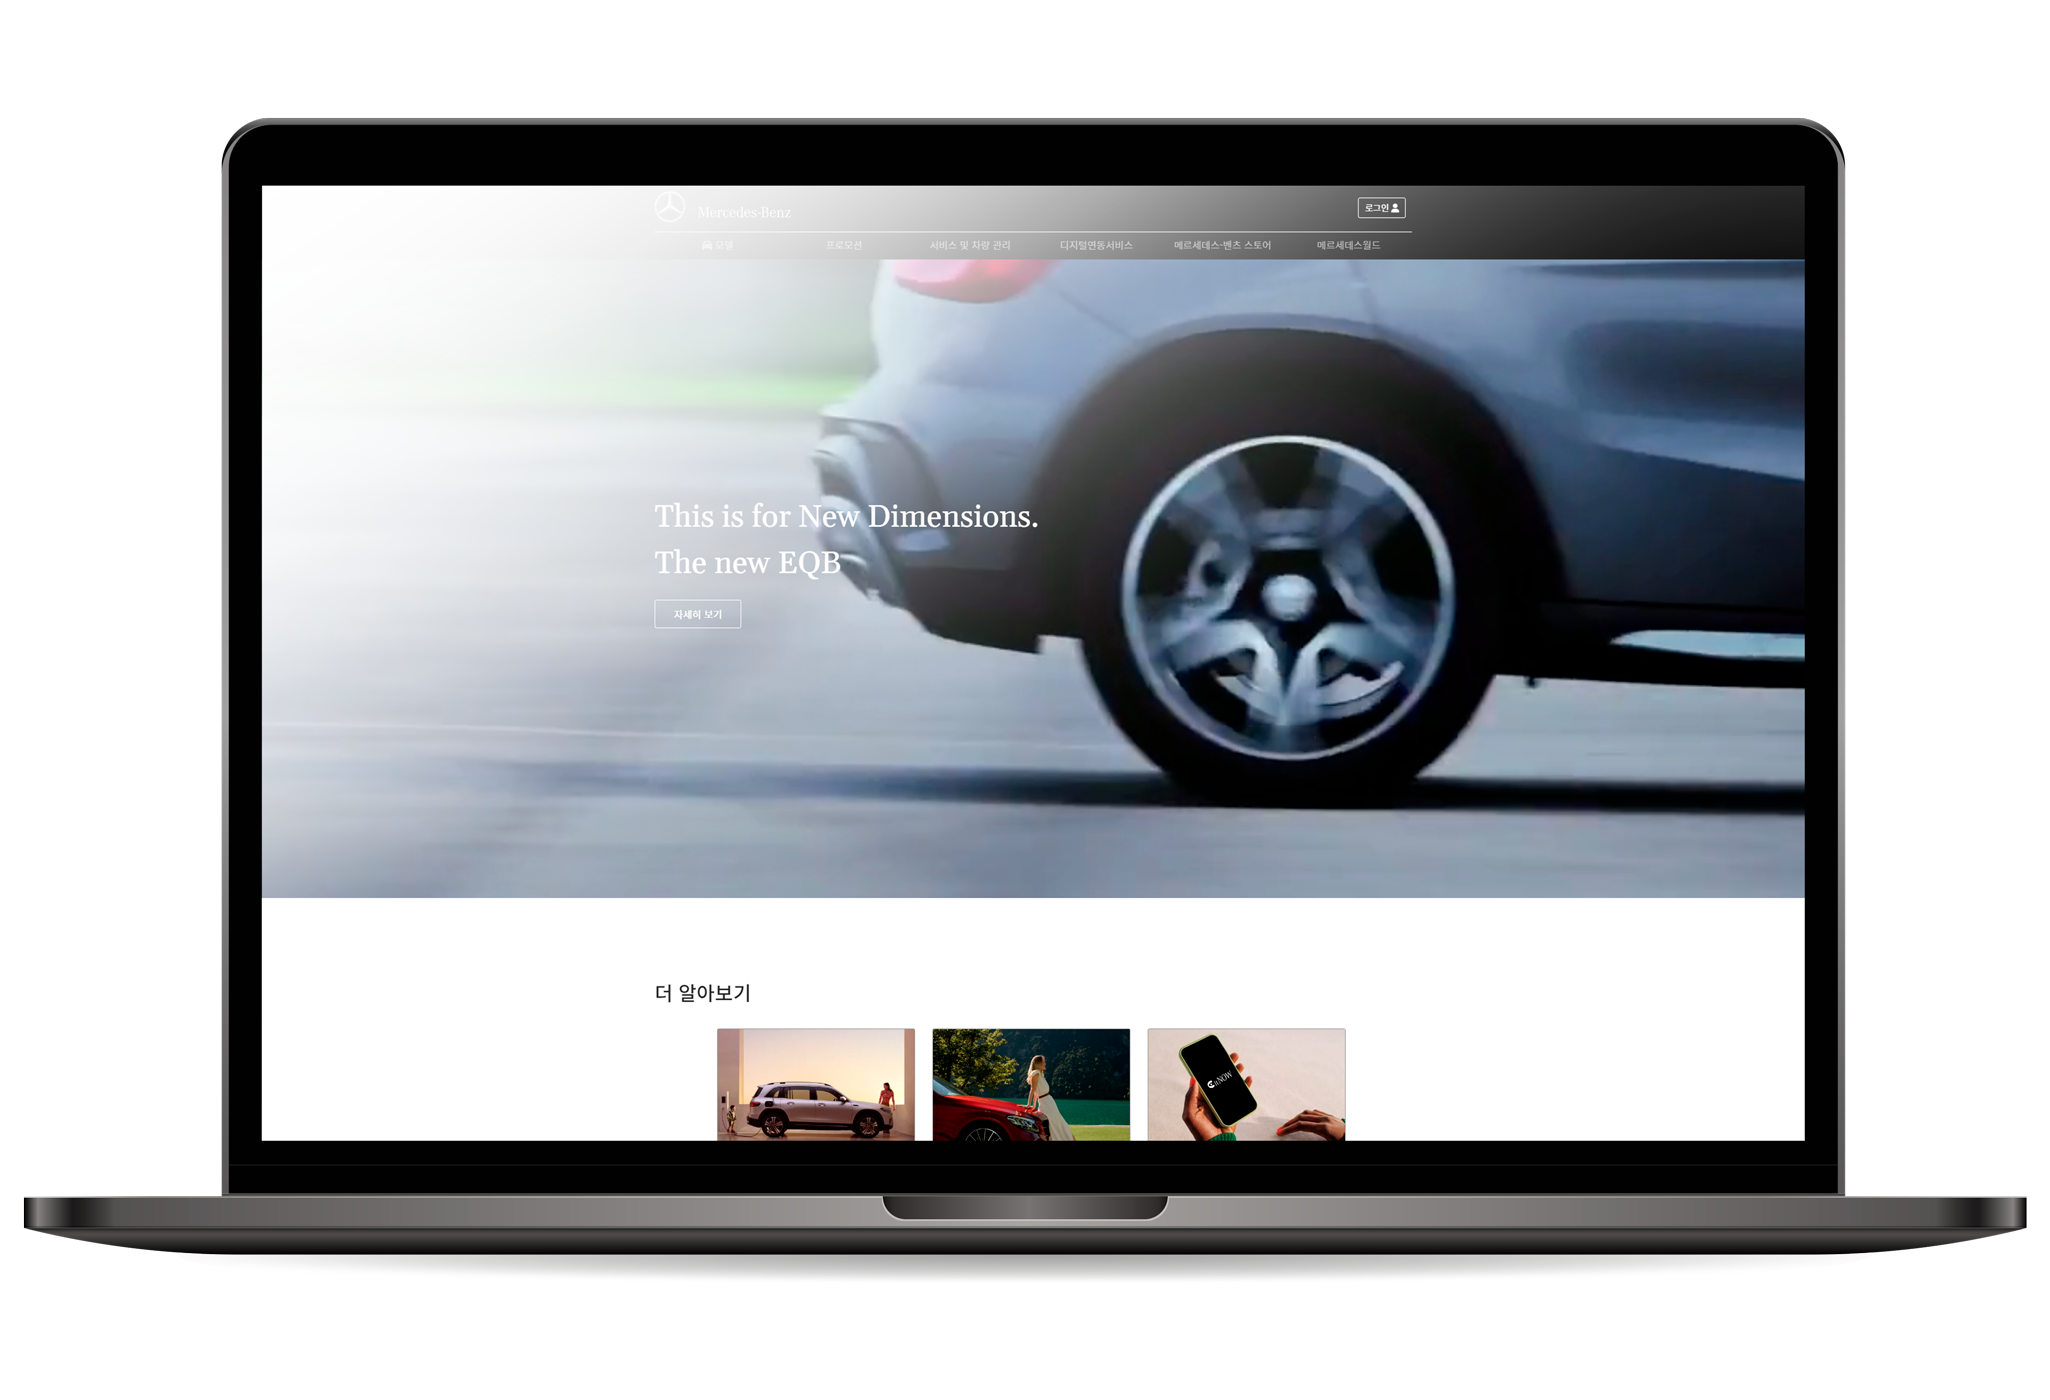 Mercedes-Benz
로그인
모델
프로모션
서비스 및 차량 관리
디지털연동서비스
메르세데스-벤츠 스토어
메르세데스월드
This is for New Dimensions.
The new EQB
자세히 보기
더 알아보기
itNOW